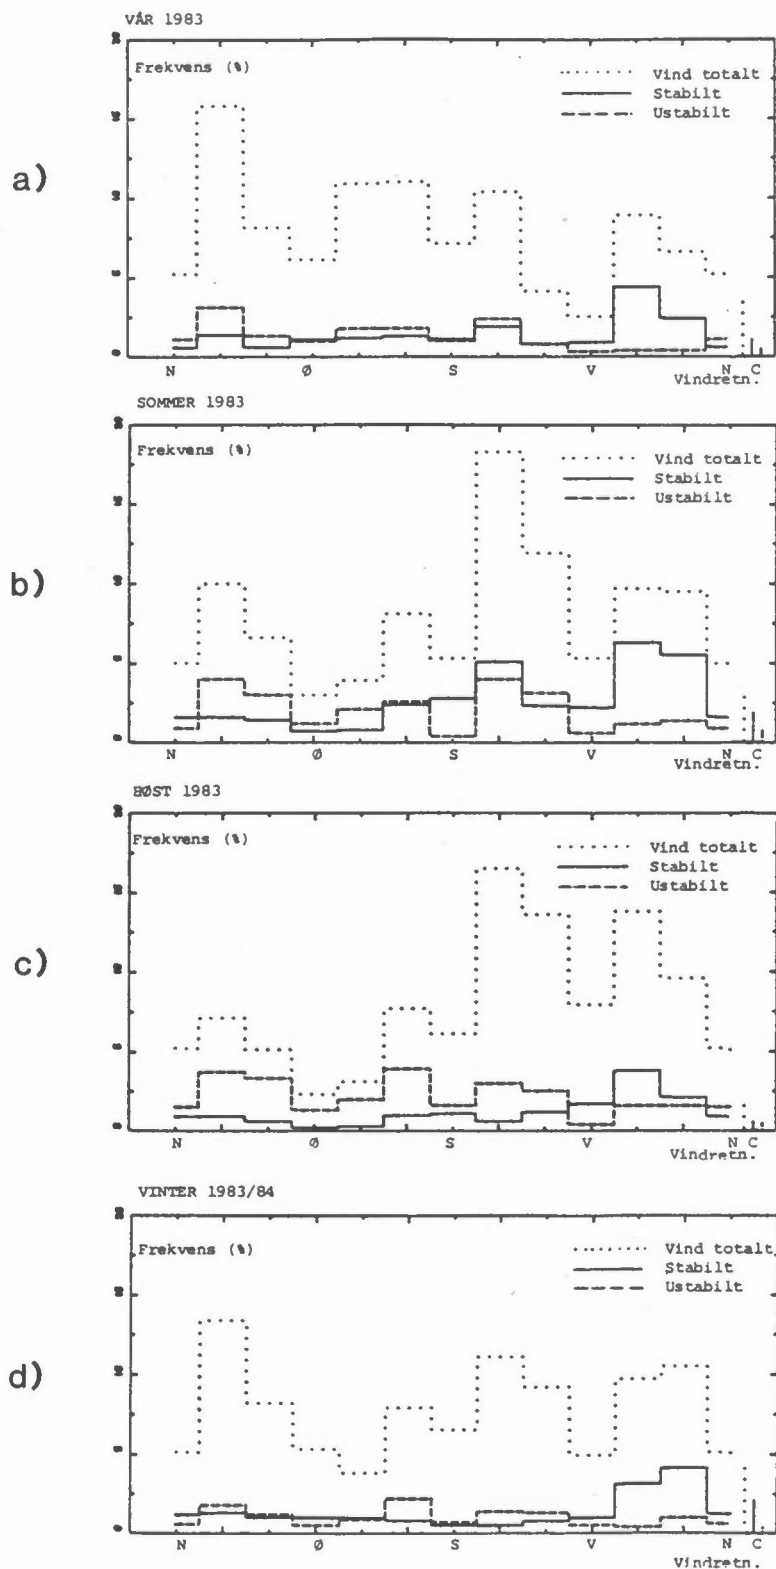 VÅR 1983
Frekvens (%)
Vind totalt
Stabilt
Ustabilt
a)
N Ø S V N C
Vindretn.
SOMMER 1983
Frekvens (%)
Vind totalt
Stabilt
Ustabilt
b)
N Ø S V N C
Vindretn.
HØST 1983
Frekvens (%)
Vind totalt
Stabilt
Ustabilt
c)
N Ø S V N C
Vindretn.
VINTER 1983/84
Frekvens (%)
Vind totalt
Stabilt
Ustabilt
d)
N Ø S V N C
Vindretn.